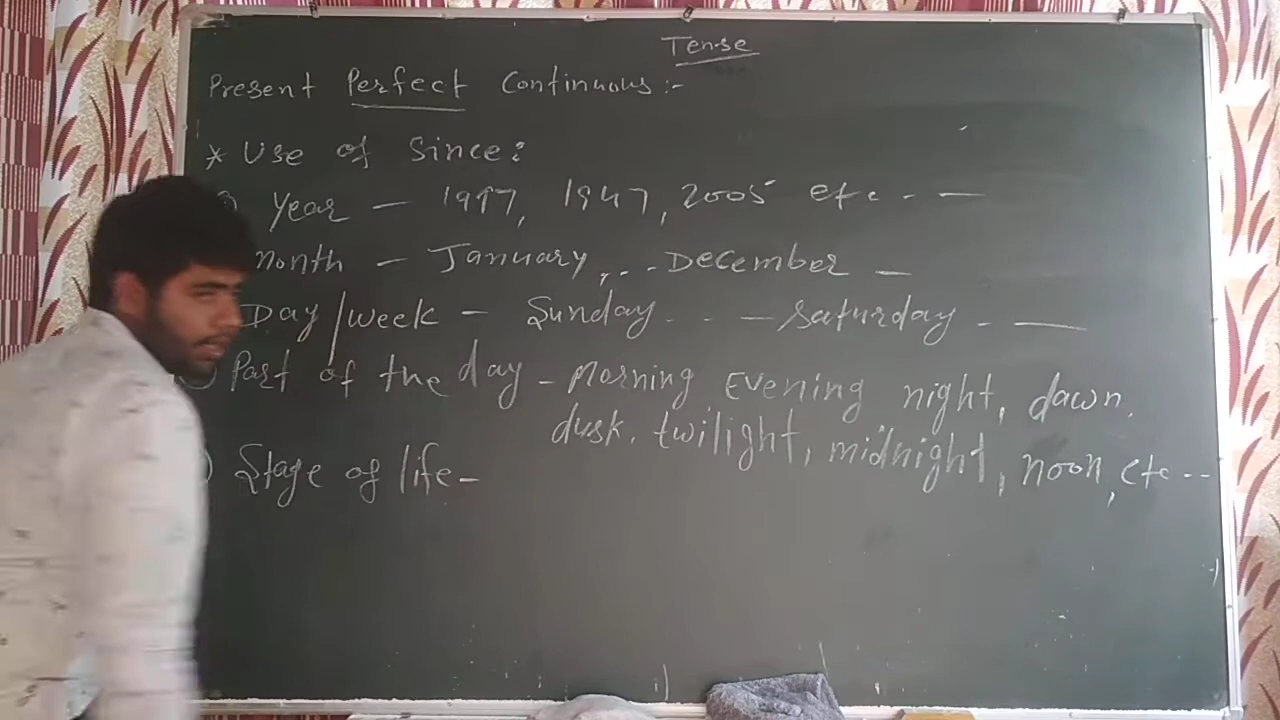 Tense
Present Perfect Continuous :-
* Use of Since:
Year - 1997, 1947, 2005 etc - -
Month - January, ... December -
Day/week - Sunday - - - Saturday - -
Part of the day - Morning Evening night, dawn.
dusk. twilight, midnight, noon, etc --
Stage of life -